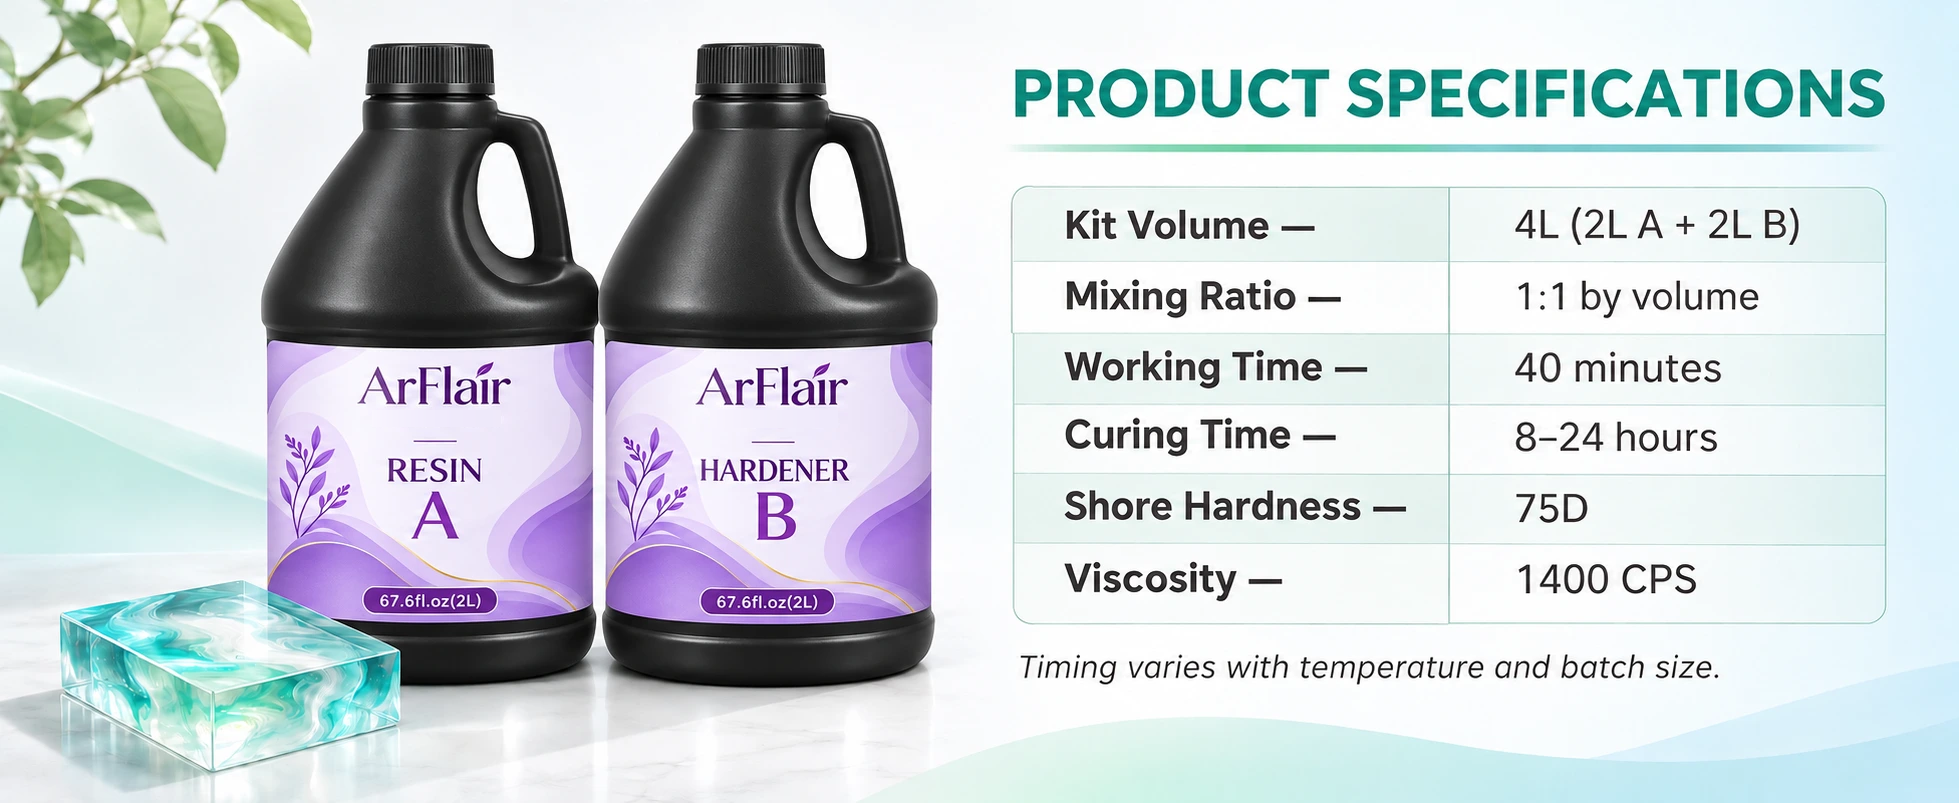 ArFlair
RESIN
A
67.6fl.oz(2L)
ArFlair
HARDENER
B
67.6fl.oz(2L)
PRODUCT SPECIFICATIONS
Kit Volume — 4L (2L A + 2L B)
Mixing Ratio — 1:1 by volume
Working Time — 40 minutes
Curing Time — 8–24 hours
Shore Hardness — 75D
Viscosity — 1400 CPS
Timing varies with temperature and batch size.